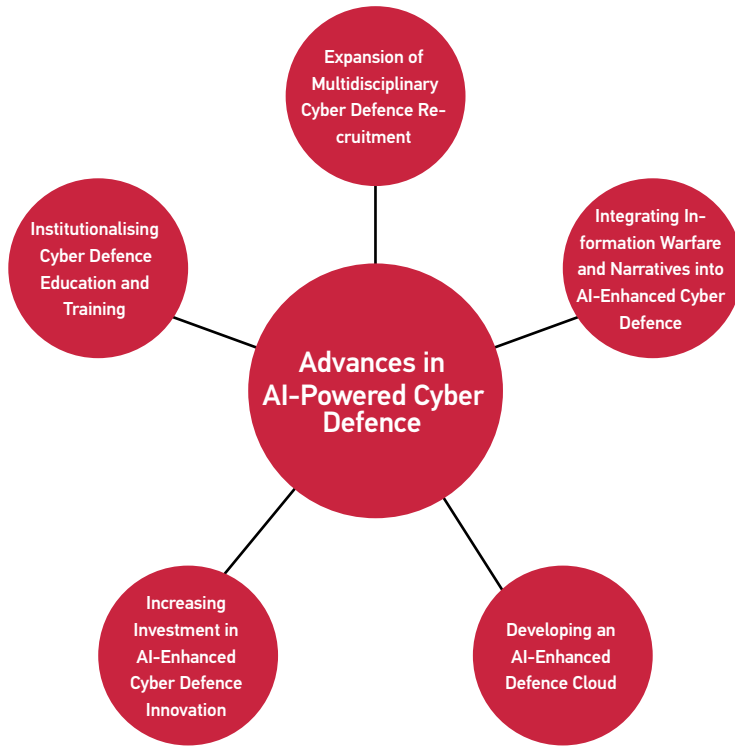 Expansion of
Multidisciplinary
Cyber Defence Re-
cruitment
Institutionalising
Cyber Defence
Education and
Training
Integrating In-
formation Warfare
and Narratives into
AI-Enhanced Cyber
Defence
Advances in
AI-Powered Cyber
Defence
Increasing
Investment in
AI-Enhanced
Cyber Defence
Innovation
Developing an
AI-Enhanced
Defence Cloud